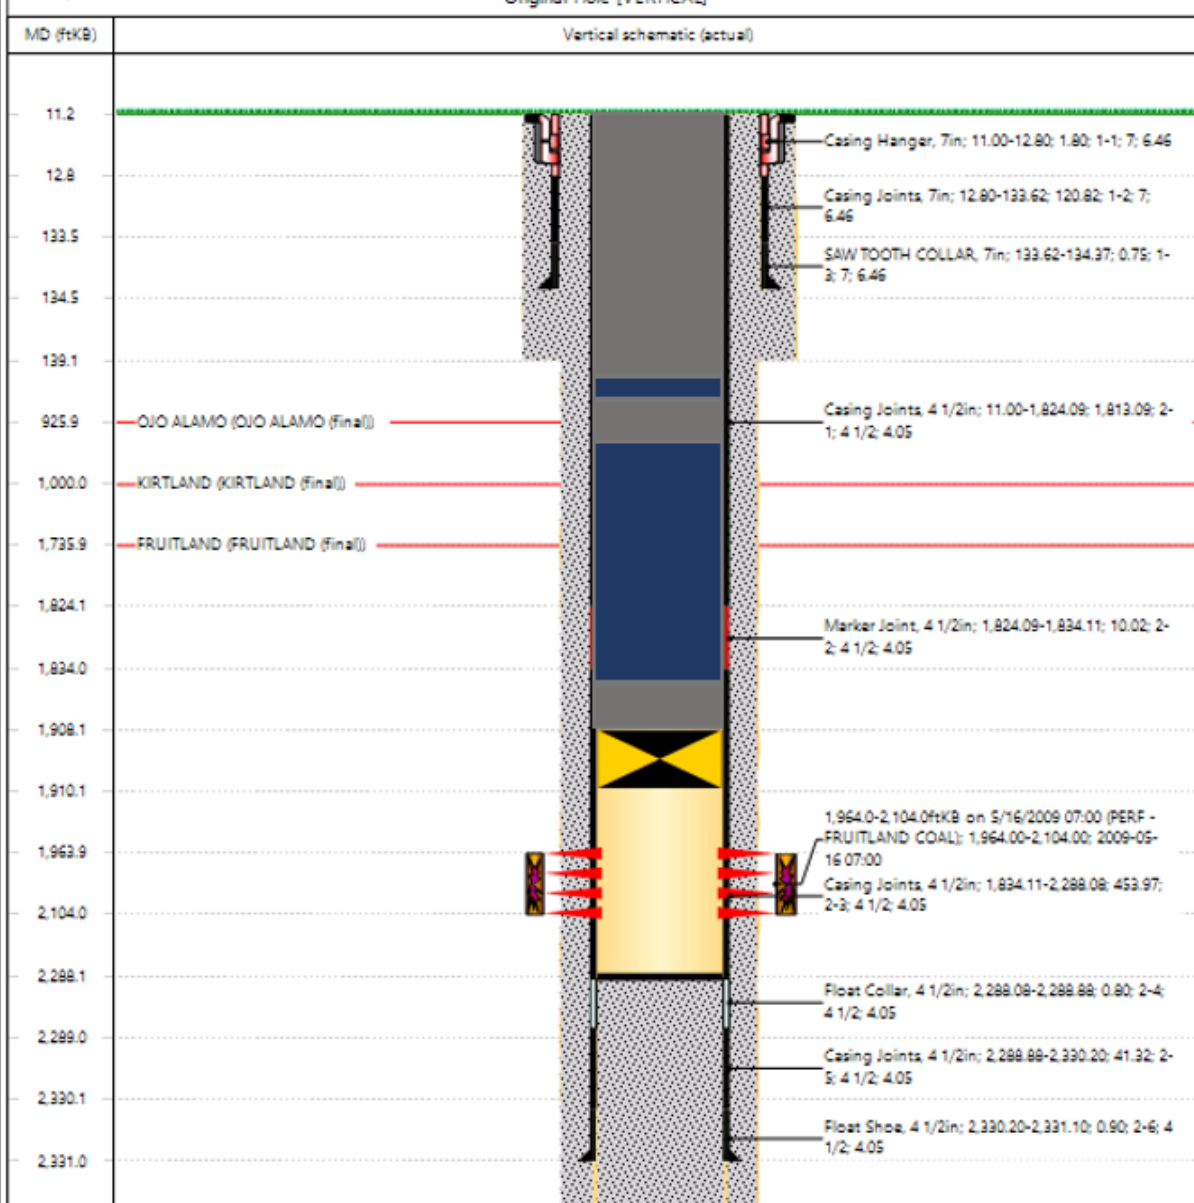 Original Hole [VERTICAL]
MD (ftKB)
Vertical schematic (actual)
11.2
Casing Hanger, 7in; 11.00-12.80; 1.80; 1-1; 7; 6.46
12.8
Casing Joints, 7in; 12.80-133.62; 120.82; 1-2; 7;
6.46
133.5
SAW TOOTH COLLAR, 7in; 133.62-134.37; 0.75; 1-
3; 7; 6.46
134.5
139.1
Casing Joints, 4 1/2in; 11.00-1,824.09; 1,813.09; 2-
1; 4 1/2; 4.05
925.9
OJO ALAMO (OJO ALAMO (final))
1,000.0
KIRTLAND (KIRTLAND (final))
1,735.9
FRUITLAND (FRUITLAND (final))
1,824.1
Marker Joint, 4 1/2in; 1,824.09-1,834.11; 10.02; 2-
2; 4 1/2; 4.05
1,834.0
1,908.1
1,910.1
1,964.0-2,104.0ftKB on 5/16/2009 07:00 (PERF -
FRUITLAND COAL); 1,964.00-2,104.00; 2009-05-
16 07:00
1,963.9
Casing Joints, 4 1/2in; 1,834.11-2,288.08; 453.97;
2-3; 4 1/2; 4.05
2,104.0
2,288.1
Float Collar, 4 1/2in; 2,288.08-2,288.88; 0.80; 2-4;
4 1/2; 4.05
2,289.0
Casing Joints, 4 1/2in; 2,288.88-2,330.20; 41.32; 2-
5; 4 1/2; 4.05
2,330.1
Float Shoe, 4 1/2in; 2,330.20-2,331.10; 0.90; 2-6; 4
1/2; 4.05
2,331.0